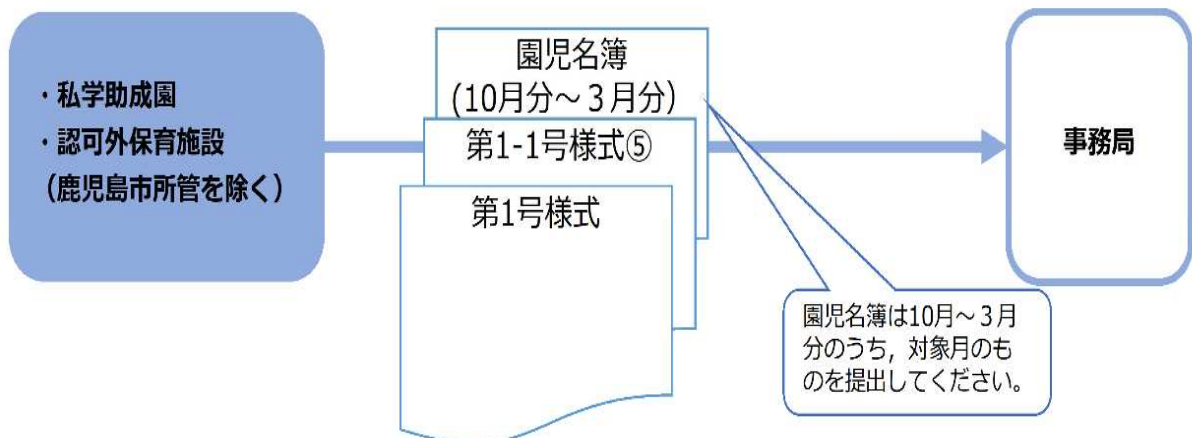 ・私学助成園
・認可外保育施設
（鹿児島市所管を除く）
園児名簿
(10月分～３月分）
第1-1号様式⑤
第1号様式
事務局
園児名簿は10月～３月
分のうち，対象月のも
のを提出してください。